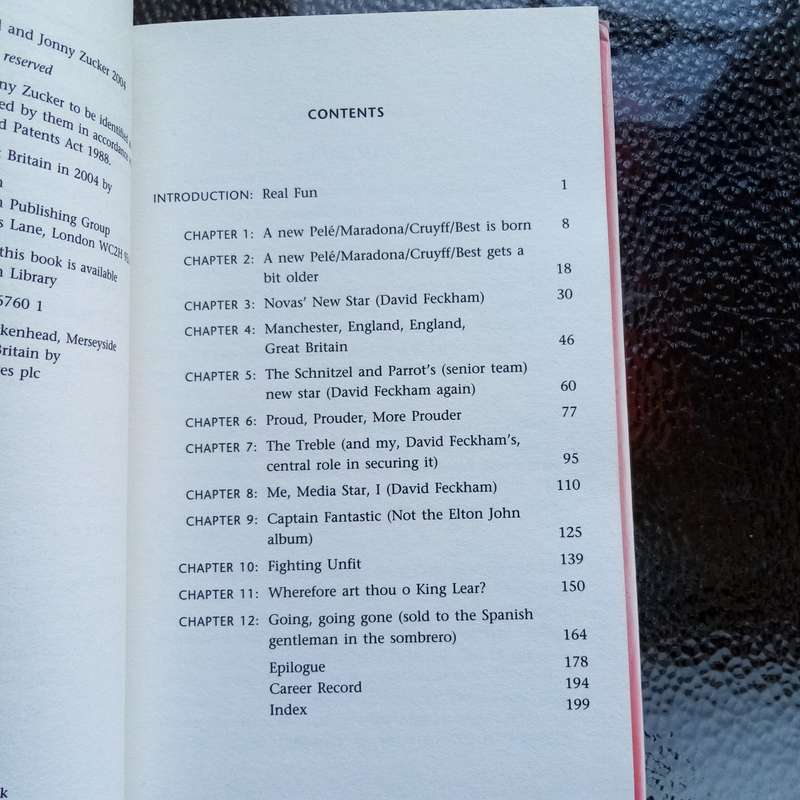 and Jonny Zucker 2004
reserved
ny Zucker to be identified
ed by them in accordance
d Patents Act 1988.
Britain in 2004 by
Publishing Group
s Lane, London WC2H
this book is available
Library
5760 1
kenhead, Merseyside
Britain by
es plc
k
CONTENTS
INTRODUCTION: Real Fun 1
CHAPTER 1: A new Pelé/Maradona/Cruyff/Best is born 8
CHAPTER 2: A new Pelé/Maradona/Cruyff/Best gets a
bit older 18
CHAPTER 3: Novas' New Star (David Feckham) 30
CHAPTER 4: Manchester, England, England,
Great Britain 46
CHAPTER 5: The Schnitzel and Parrot's (senior team)
new star (David Feckham again) 60
CHAPTER 6: Proud, Prouder, More Prouder 77
CHAPTER 7: The Treble (and my, David Feckham's,
central role in securing it) 95
CHAPTER 8: Me, Media Star, I (David Feckham) 110
CHAPTER 9: Captain Fantastic (Not the Elton John
album) 125
CHAPTER 10: Fighting Unfit 139
CHAPTER 11: Wherefore art thou o King Lear? 150
CHAPTER 12: Going, going gone (sold to the Spanish
gentleman in the sombrero) 164
Epilogue 178
Career Record 194
Index 199